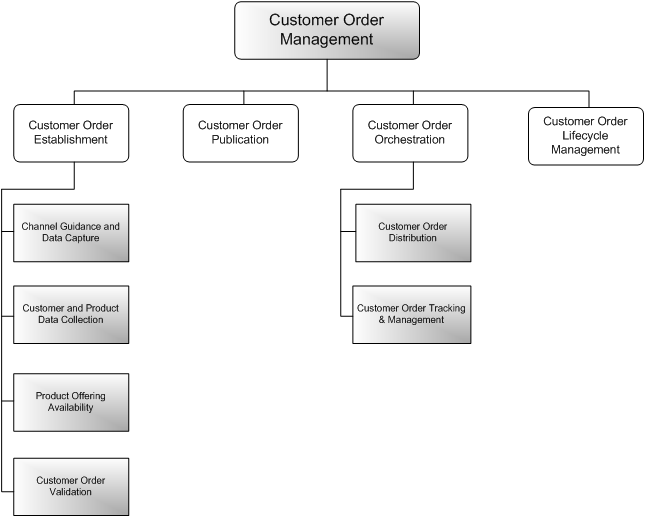 Customer Order
Management
Customer Order
Establishment
Customer Order
Publication
Customer Order
Orchestration
Customer Order
Lifecycle
Management
Channel Guidance and
Data Capture
Customer Order
Distribution
Customer and Product
Data Collection
Customer Order Tracking
& Management
Product Offering
Availability
Customer Order
Validation